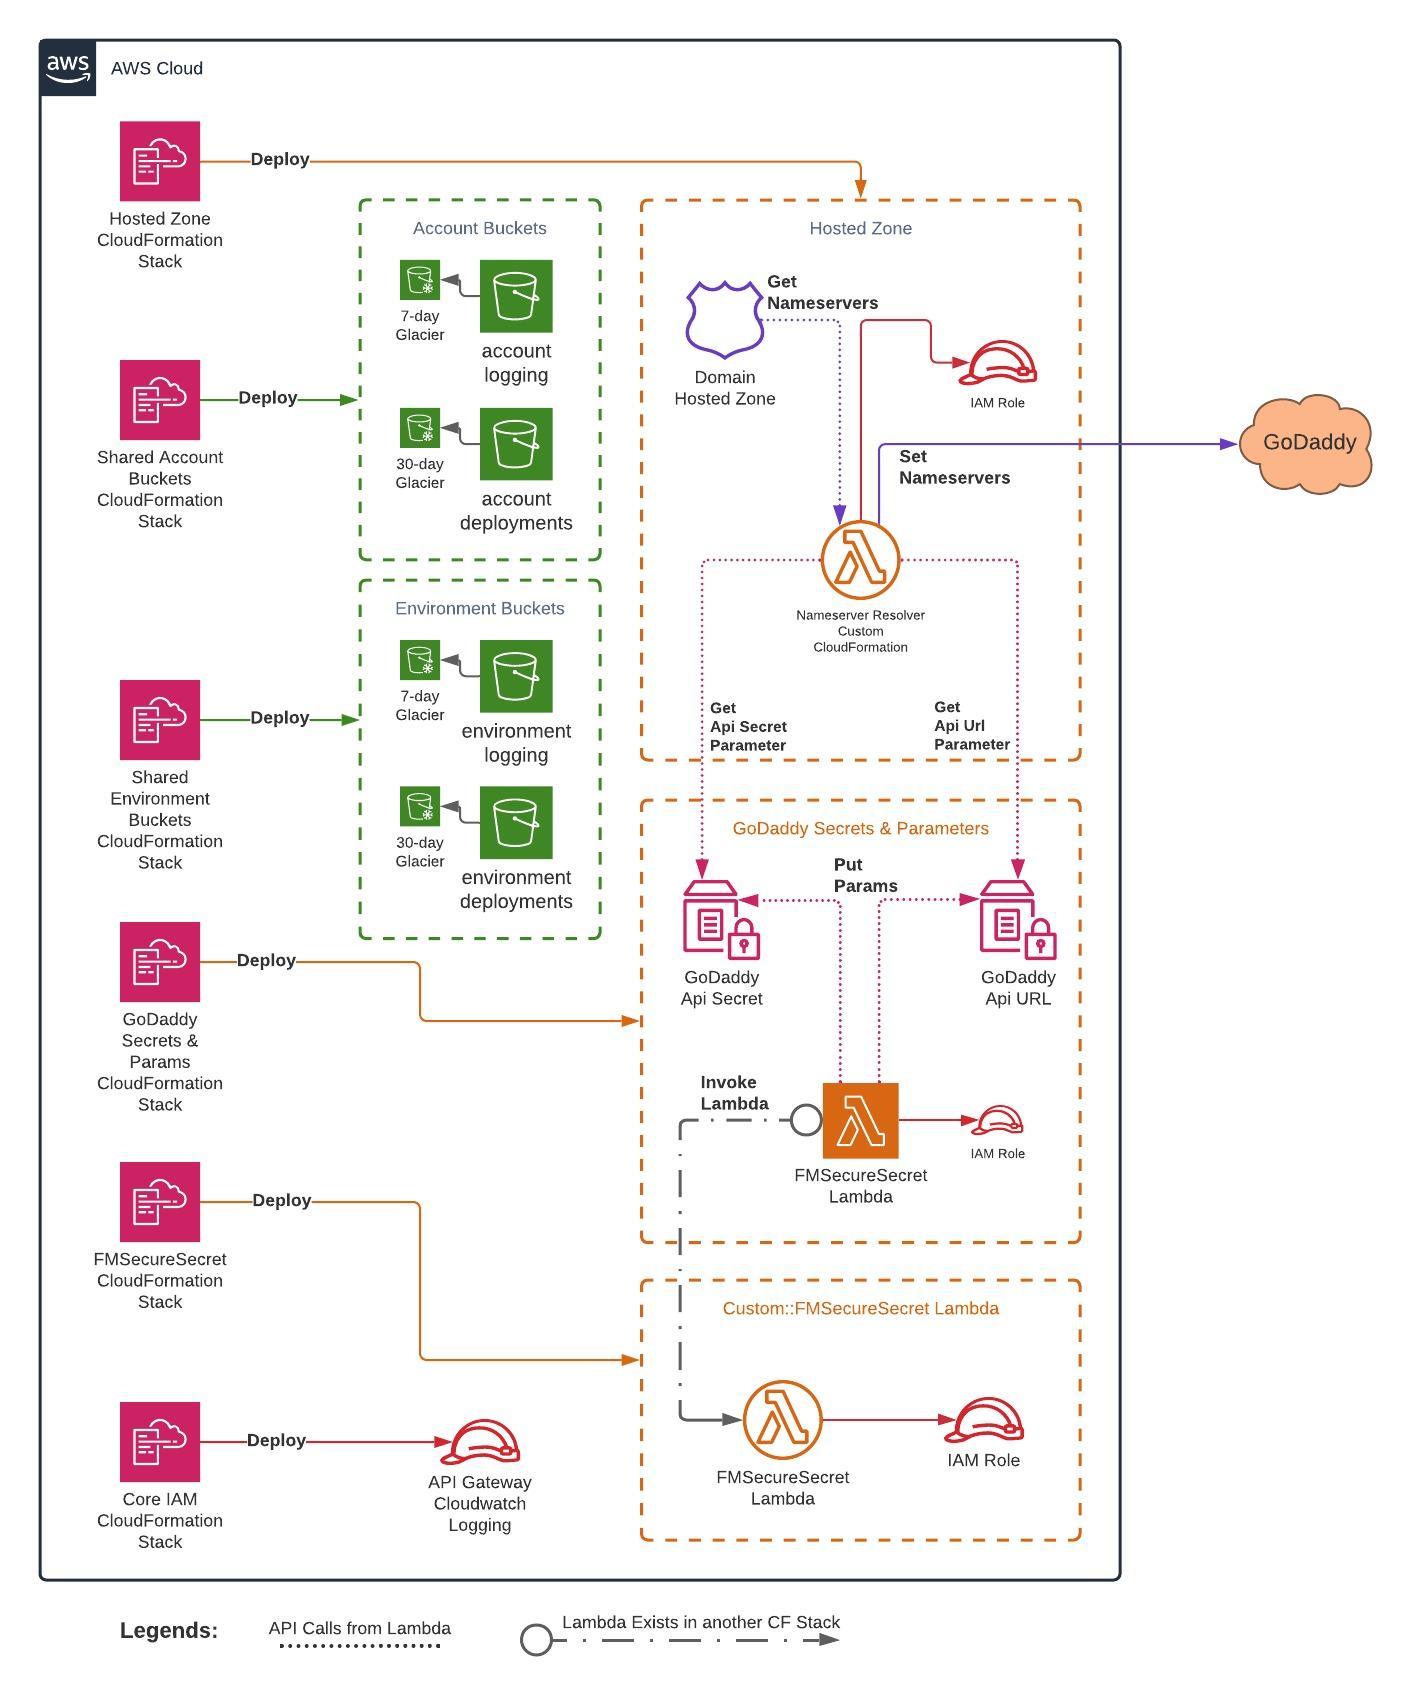 aws
AWS Cloud
Deploy
Hosted Zone
CloudFormation
Stack
Account Buckets
7-day
Glacier
account
logging
30-day
Glacier
account
deployments
Hosted Zone
Get
Nameservers
Domain
Hosted Zone
IAM Role
Set
Nameservers
GoDaddy
Nameserver Resolver
Custom
CloudFormation
Get
Api Secret
Parameter
Get
Api Url
Parameter
Deploy
Shared Account
Buckets
CloudFormation
Stack
Environment Buckets
7-day
Glacier
environment
logging
30-day
Glacier
environment
deployments
Deploy
Shared
Environment
Buckets
CloudFormation
Stack
GoDaddy Secrets & Parameters
Put
Params
GoDaddy
Api Secret
GoDaddy
Api URL
Deploy
GoDaddy
Secrets &
Params
CloudFormation
Stack
Invoke
Lambda
FMSecureSecret
Lambda
IAM Role
Deploy
FMSecureSecret
CloudFormation
Stack
Custom::FMSecureSecret Lambda
FMSecureSecret
Lambda
IAM Role
Deploy
Core IAM
CloudFormation
Stack
API Gateway
Cloudwatch
Logging
Legends:
API Calls from Lambda
Lambda Exists in another CF Stack